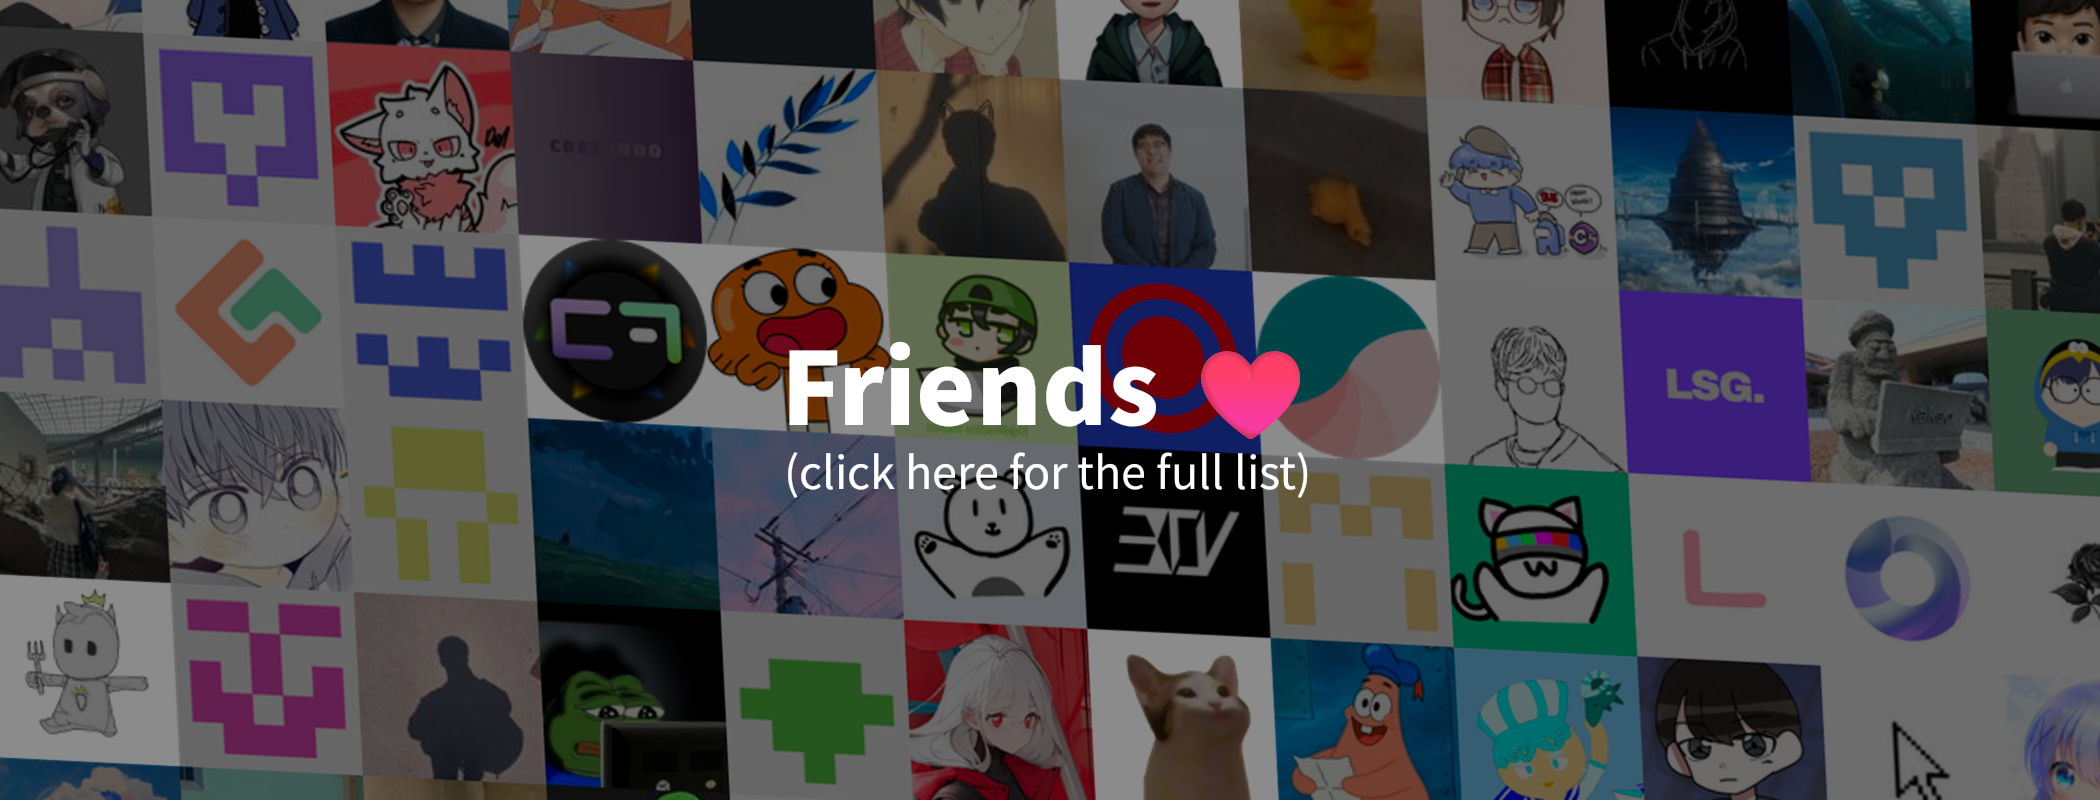 LSG.
Friends ❤
(click here for the full list)